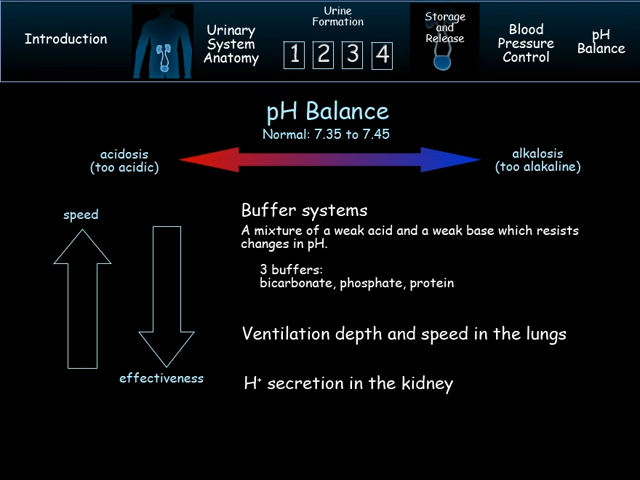 Introduction
Urinary
System
Anatomy
Urine
Formation
1 2 3 4
Storage
and
Release
Blood
Pressure
Control
pH
Balance
pH Balance
Normal: 7.35 to 7.45
acidosis
(too acidic)
alkalosis
(too alakaline)
speed
effectiveness
Buffer systems
A mixture of a weak acid and a weak base which resists
changes in pH.
3 buffers:
bicarbonate, phosphate, protein
Ventilation depth and speed in the lungs
H⁺ secretion in the kidney